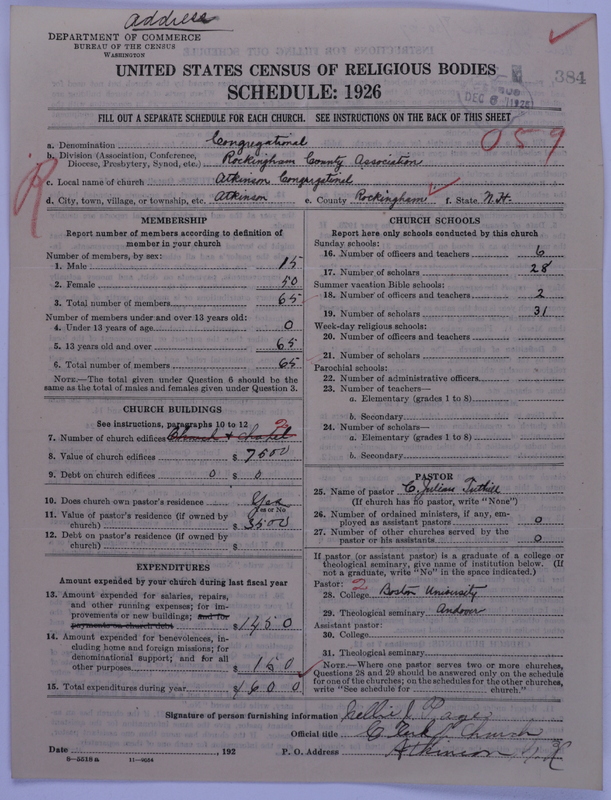 Address
DEPARTMENT OF COMMERCE
BUREAU OF THE CENSUS
WASHINGTON
UNITED STATES CENSUS OF RELIGIOUS BODIES
SCHEDULE: 1926
384
DEC 6 1926
FILL OUT A SEPARATE SCHEDULE FOR EACH CHURCH. SEE INSTRUCTIONS ON THE BACK OF THIS SHEET
059
a. Denomination Congregational
b. Division (Association, Conference, Diocese, Presbytery, Synod, etc.) Rockingham County Association
c. Local name of church Atkinson Congregational
d. City, town, village, or township, etc. Atkinson e. County Rockingham f. State N.H.
R
MEMBERSHIP
Report number of members according to definition of
member in your church
Number of members, by sex:
1. Male 15
2. Female 50
3. Total number of members 65
Number of members under and over 13 years old:
4. Under 13 years of age 0
5. 13 years old and over 65
6. Total number of members 65
NOTE.—The total given under Question 6 should be the
same as the total of males and females given under Question 3.
CHURCH BUILDINGS
See instructions, paragraphs 10 to 12
7. Number of church edifices Church & Chapel 2
8. Value of church edifices $ 7500
9. Debt on church edifices 0 $ 0
10. Does church own pastor's residence Yes
Yes or No
11. Value of pastor's residence (if owned by
church) $ 3500
12. Debt on pastor's residence (if owned by
church) $
EXPENDITURES
Amount expended by your church during last fiscal year
13. Amount expended for salaries, repairs,
and other running expenses; for im-
provements or new buildings; and for
payments on church debt $ 1450
14. Amount expended for benevolences, in-
cluding home and foreign missions; for
denominational support; and for all
other purposes $ 150
15. Total expenditures during year $ 1600
CHURCH SCHOOLS
Report here only schools conducted by this church
Sunday schools:
16. Number of officers and teachers 6
17. Number of scholars 28
Summer vacation Bible schools:
18. Number of officers and teachers 2
19. Number of scholars 31
Week-day religious schools:
20. Number of officers and teachers
21. Number of scholars
Parochial schools:
22. Number of administrative officers
23. Number of teachers—
a. Elementary (grades 1 to 8)
b. Secondary
24. Number of scholars—
a. Elementary (grades 1 to 8)
b. Secondary
PASTOR
25. Name of pastor C. Julian Tuthill
(If church has no pastor, write "None")
26. Number of ordained ministers, if any, em-
ployed as assistant pastors 0
27. Number of other churches served by the
pastor or his assistants 0
If pastor (or assistant pastor) is a graduate of a college or
theological seminary, give name of institution below. (If
not a graduate, write "No" in the space indicated.)
Pastor: 2
28. College Boston University
29. Theological seminary Andover
Assistant pastor:
30. College
31. Theological seminary
NOTE.—Where one pastor serves two or more churches,
Questions 28 and 29 should be answered only on the schedule
for one of the churches; on the schedules for the other churches,
write "See schedule for church."
Signature of person furnishing information Nellie J. Page
Official title Clerk Church
Date , 192 P. O. Address Atkinson N.H
8—5518a 11—9664